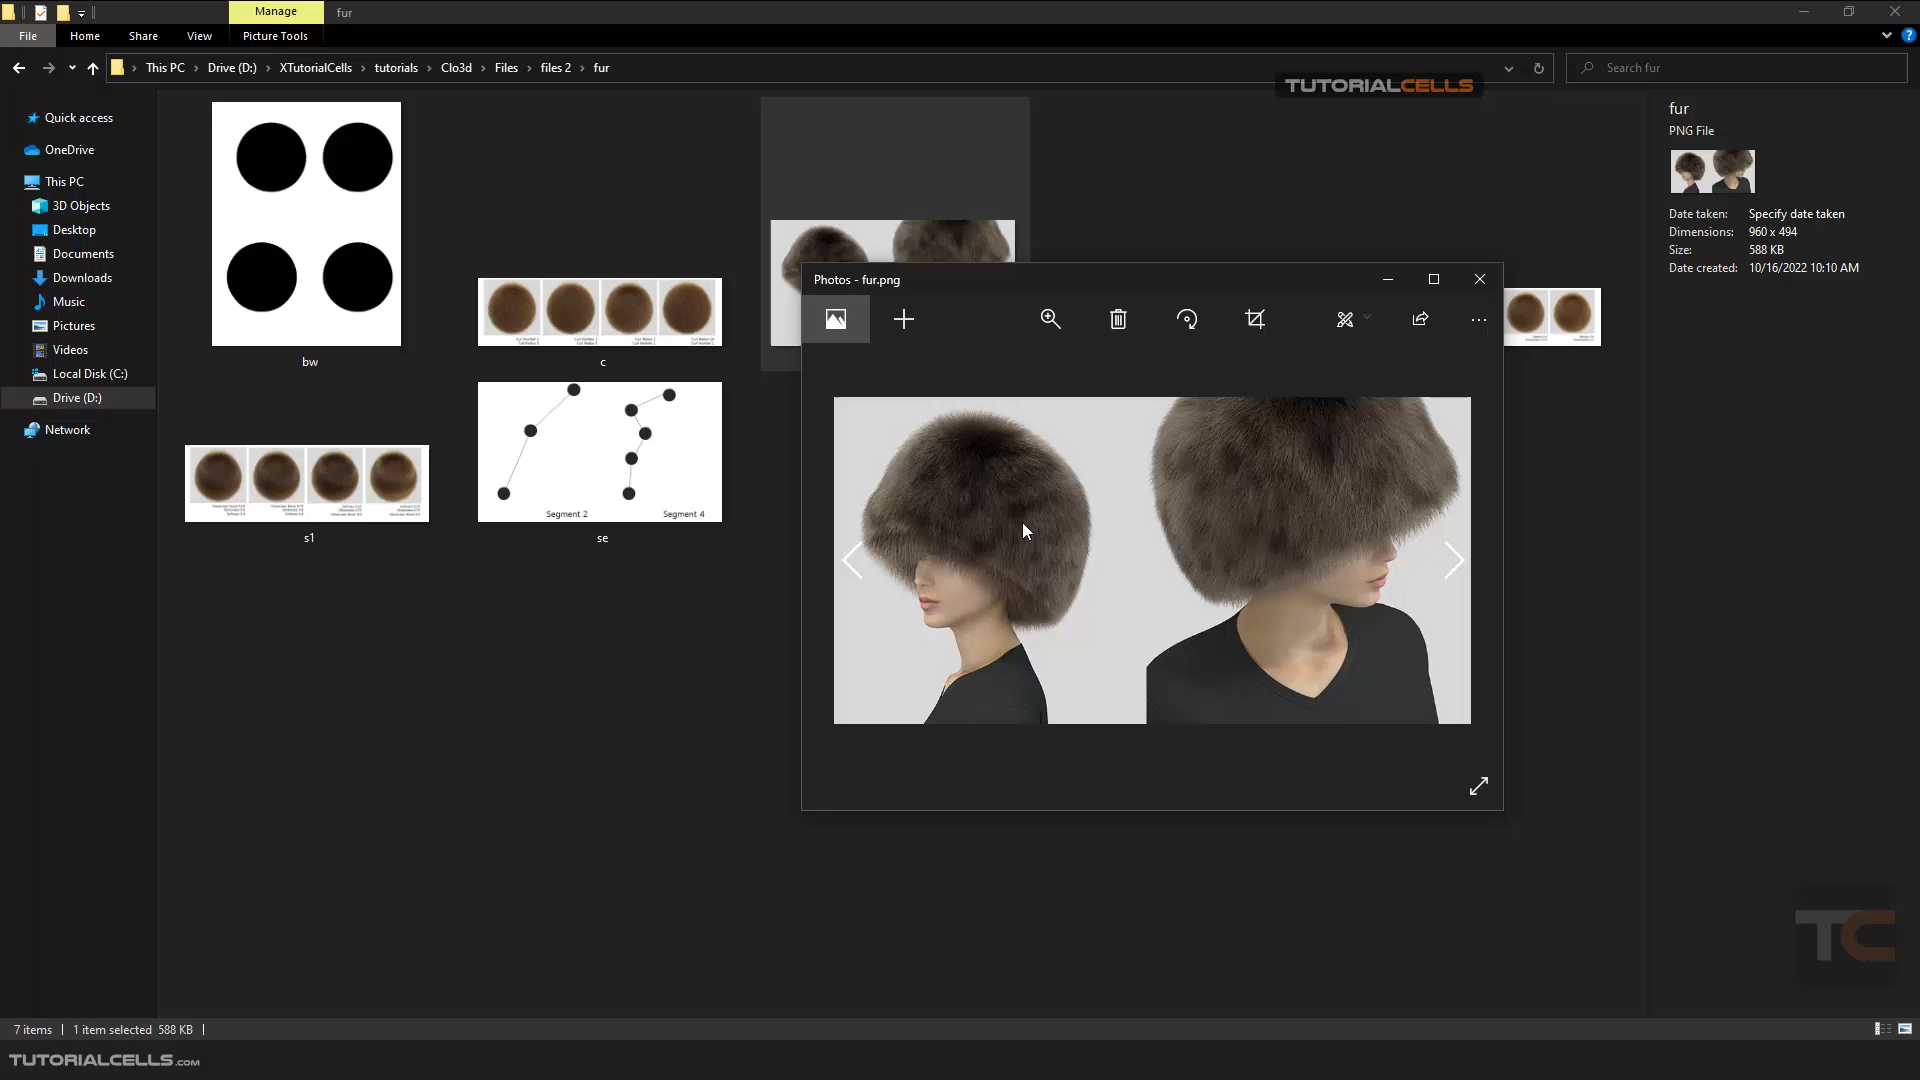 Manage
fur
File
Home
Share
View
Picture Tools
This PC
Drive (D:)
XTutorialCells
tutorials
Clo3d
Files
files 2
fur
Search fur
TUTORIALCELLS
Quick access
OneDrive
This PC
3D Objects
Desktop
Documents
Downloads
Music
Pictures
Videos
Local Disk (C:)
Drive (D:)
Network
bw
c
s1
Segment 2
Segment 4
se
Photos - fur.png
fur
PNG File
Date taken: Specify date taken
Dimensions: 960 x 494
Size: 588 KB
Date created: 10/16/2022 10:10 AM
TC
7 items
1 item selected 588 KB
TUTORIALCELLS.com